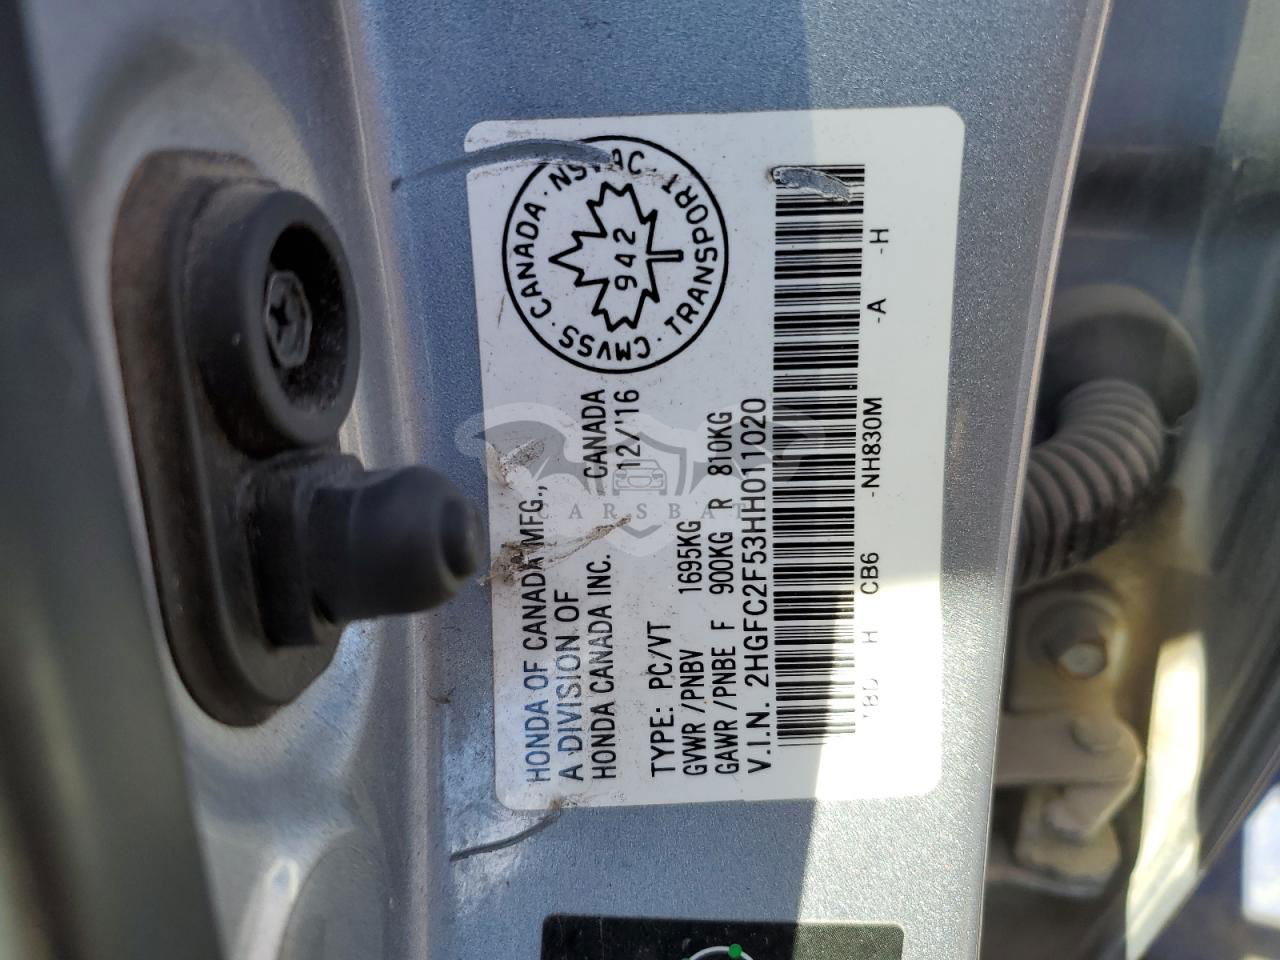 HONDA OF CANADA MFG.,
A DIVISION OF
HONDA CANADA INC. CANADA
12/'16
TYPE: PC/VT
GVWR /PNBV 1695KG
GAWR /PNBE F 900KG R 810KG
V.I.N. 2HGFC2F53HH011020
H CB6 -NH830M -A -H
CMVSS · TRANSPORT ·
· CANADA ·
942
CARSBAT